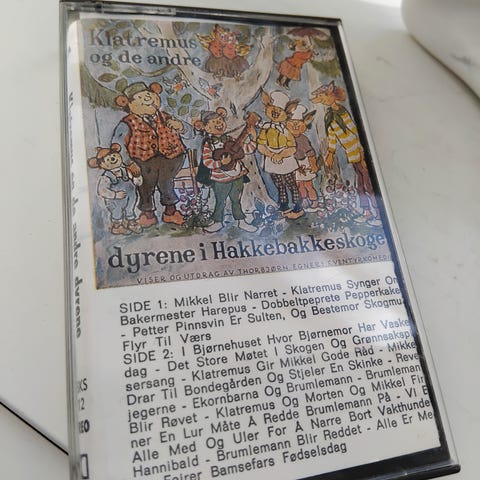 Klatremus
og de andre
dyrene i Hakkebakkeskoge
VISER OG UTDRAG AV THORBJØRN EGNERS EVENTYRKOMEDI
SIDE 1: Mikkel Blir Narret - Klatremus Synger Om
Bakermester Harepus - Dobbeltpeprete Pepperkake
- Petter Pinnsvin Er Sulten, Og Bestemor Skogmu
Flyr Til Værs
SIDE 2: I Bjørnehuset Hvor Bjørnemor Har Vaske
dag - Det Store Møtet I Skogen Og Grønnsaksp
sersang - Klatremus Gir Mikkel Gode Råd - Mikke
Drar Til Bondegården Og Stjeler En Skinke - Reve
jegerne - Ekornbarna Og Brumlemann - Brumleman
Blir Røvet - Klatremus Og Morten Og Mikkel Fin
ner En Lur Måte Å Redde Brumlemann På - Vi E
Alle Med Og Uler For Å Narre Bort Vakthunde
Hannibald - Brumlemann Blir Reddet - Alle Er Me
Feirer Bamsefars Fødselsdag